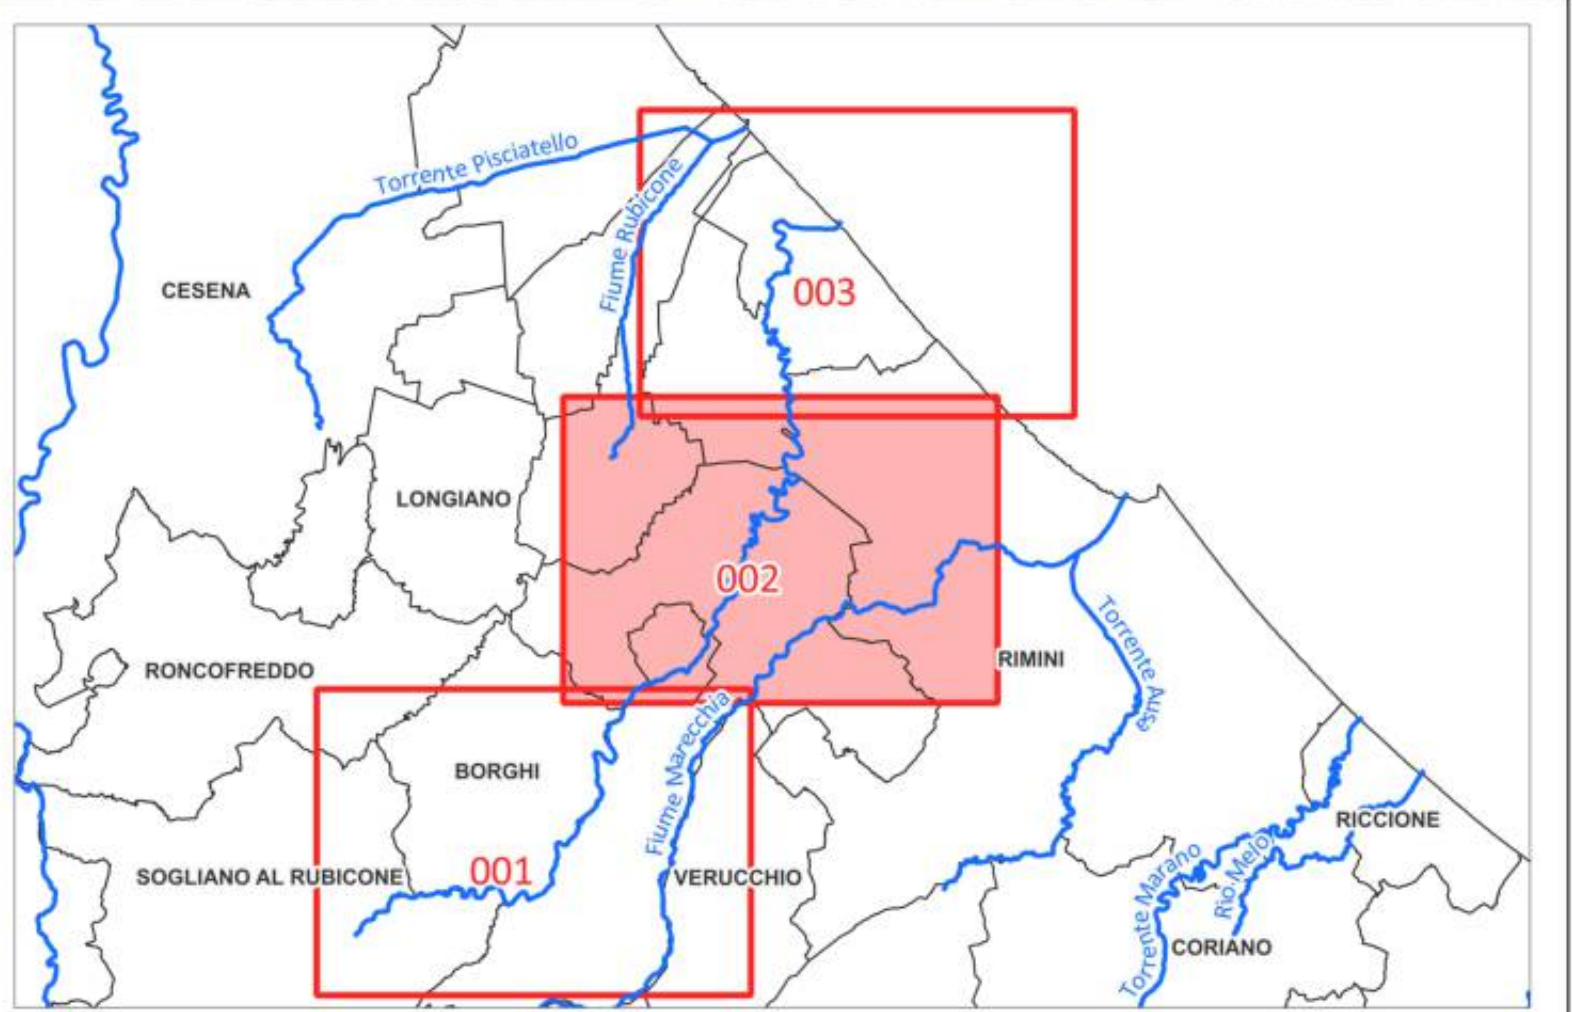 Torrente Pisciatello
Fiume Rubicone
CESENA
003
LONGIANO
002
Torrente Ausa
RIMINI
RONCOFREDDO
Fiume Marecchia
BORGHI
RICCIONE
001
SOGLIANO AL RUBICONE
VERUCCHIO
Torrente Marano
Rio Melo
CORIANO